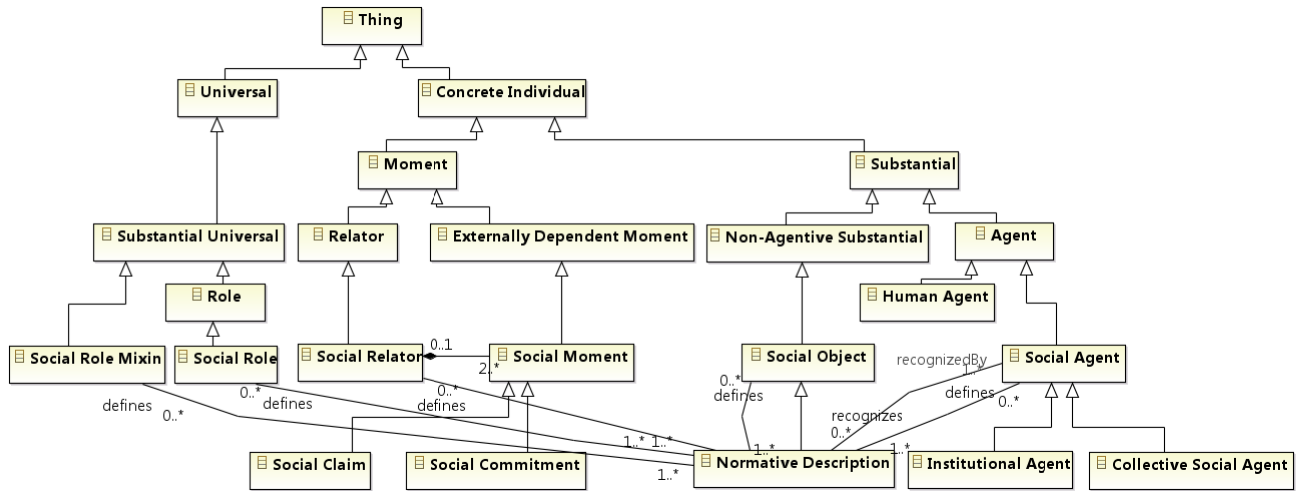 Thing
Universal
Concrete Individual
Moment
Substantial
Substantial Universal
Relator
Externally Dependent Moment
Non-Agentive Substantial
Agent
Role
Human Agent
Social Role Mixin
Social Role
Social Relator
0..1
2..*
Social Moment
Social Object
recognizedBy
1..*
Social Agent
defines
0..*
0..*
defines
0..*
defines
0..*
defines
defines
0..*
recognizes
0..*
1..*
1..*
1..*
1..*
1..*
Social Claim
Social Commitment
Normative Description
Institutional Agent
Collective Social Agent